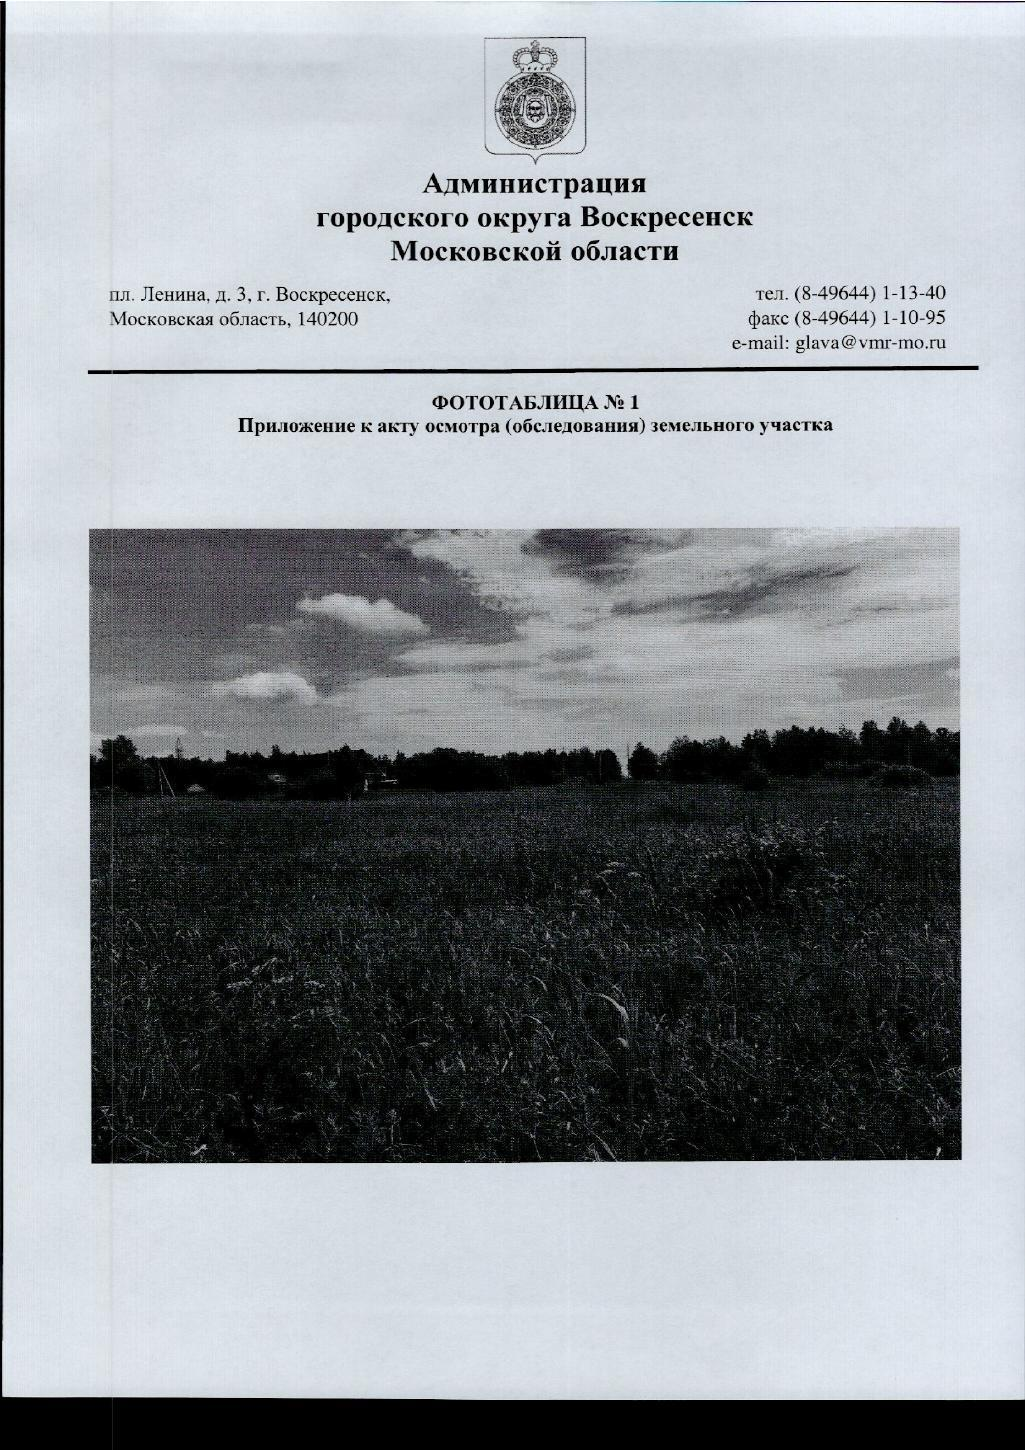 Администрация
городского округа Воскресенск
Московской области
пл. Ленина, д. 3, г. Воскресенск,
Московская область, 140200
тел. (8-49644) 1-13-40
факс (8-49644) 1-10-95
e-mail: glava@vmr-mo.ru
ФОТОТАБЛИЦА № 1
Приложение к акту осмотра (обследования) земельного участка